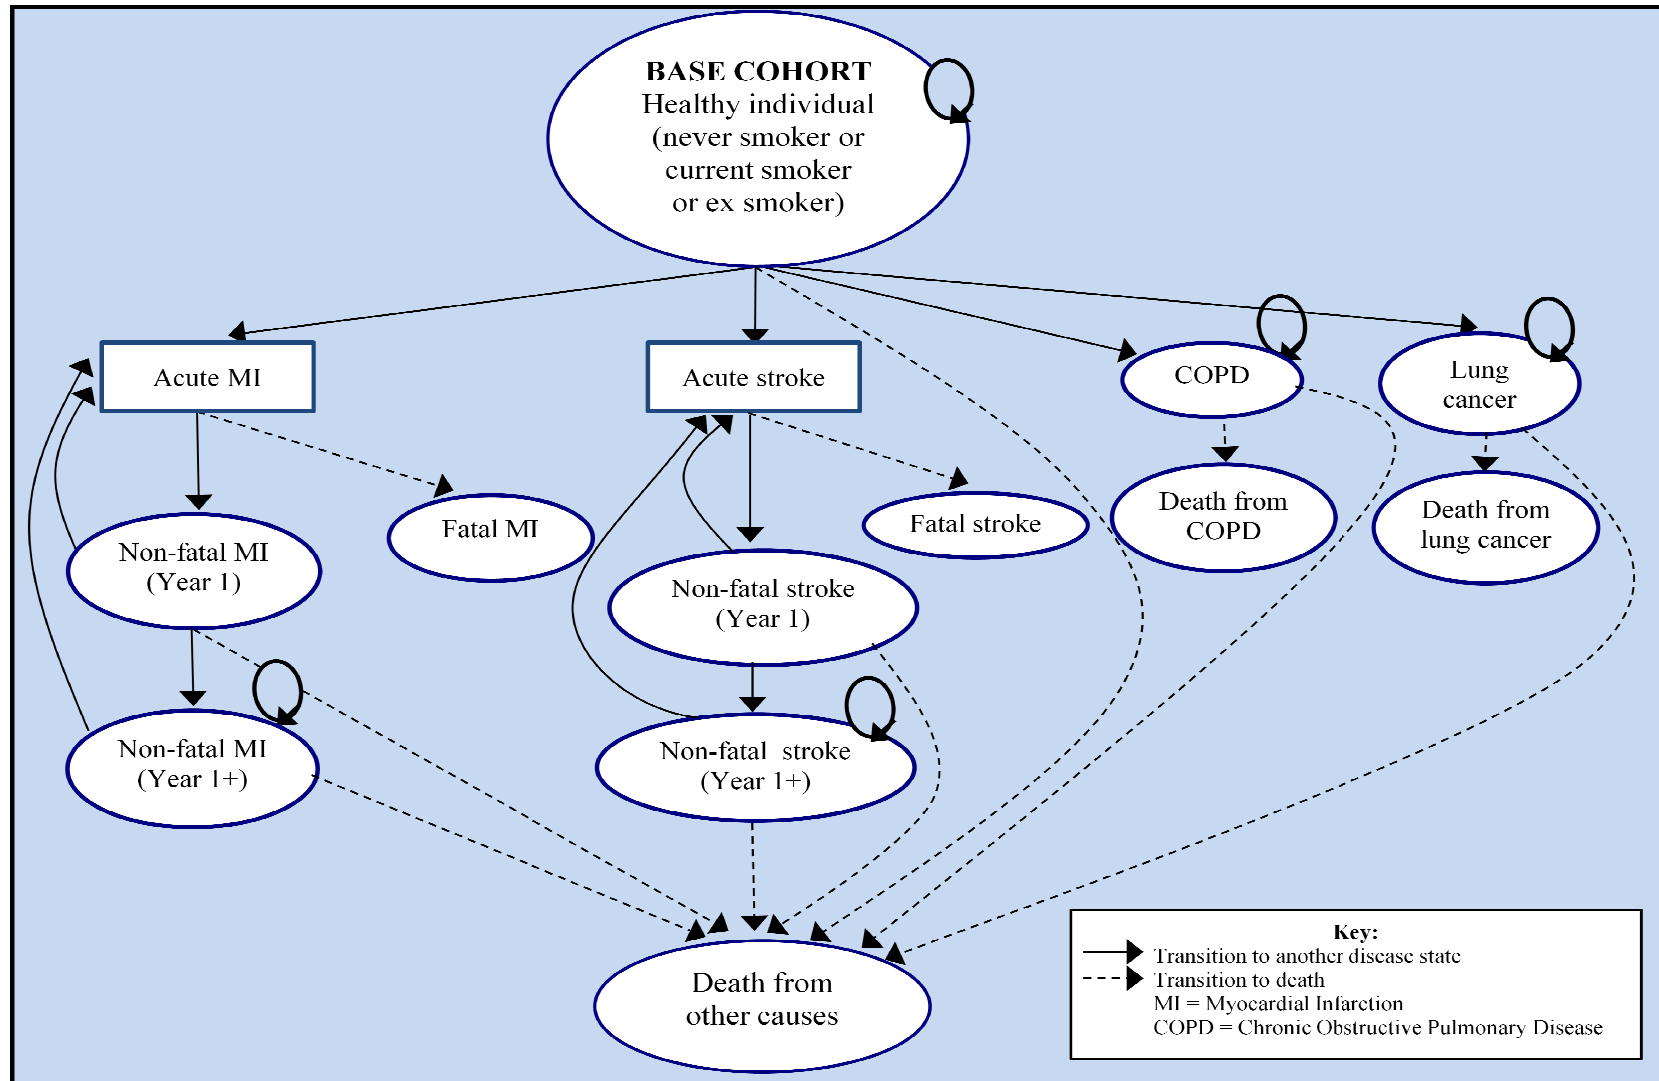 BASE COHORT
Healthy individual
(never smoker or
current smoker
or ex smoker)
Acute MI
Acute stroke
COPD
Lung
cancer
Fatal MI
Fatal stroke
Death from
COPD
Death from
lung cancer
Non-fatal MI
(Year 1)
Non-fatal stroke
(Year 1)
Non-fatal MI
(Year 1+)
Non-fatal stroke
(Year 1+)
Death from
other causes
Key:
Transition to another disease state
Transition to death
MI = Myocardial Infarction
COPD = Chronic Obstructive Pulmonary Disease